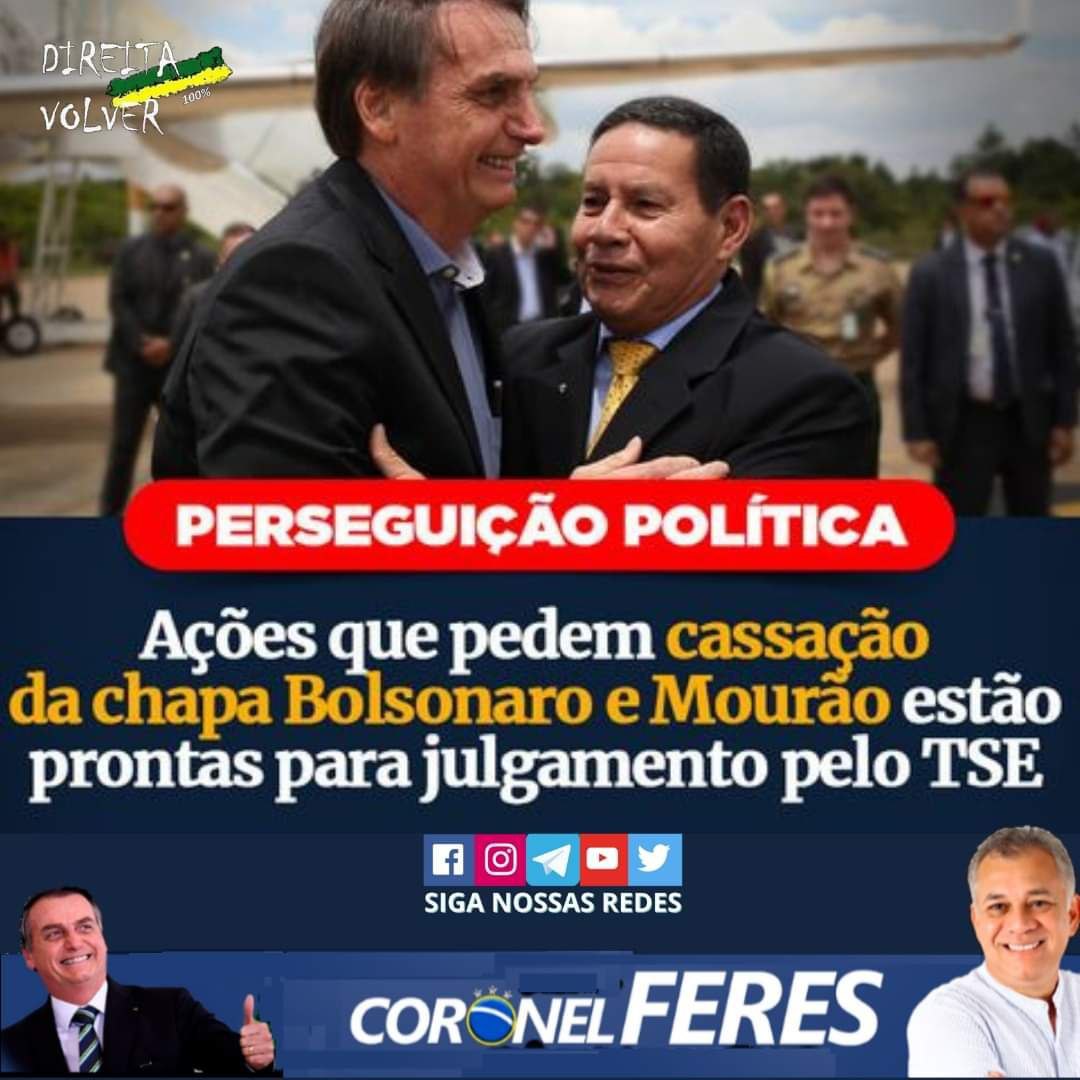 DIREITA
VOLVER
100%
PERSEGUIÇÃO POLÍTICA
Ações que pedem cassação
da chapa Bolsonaro e Mourão estão
prontas para julgamento pelo TSE
SIGA NOSSAS REDES
CORONEL FERES